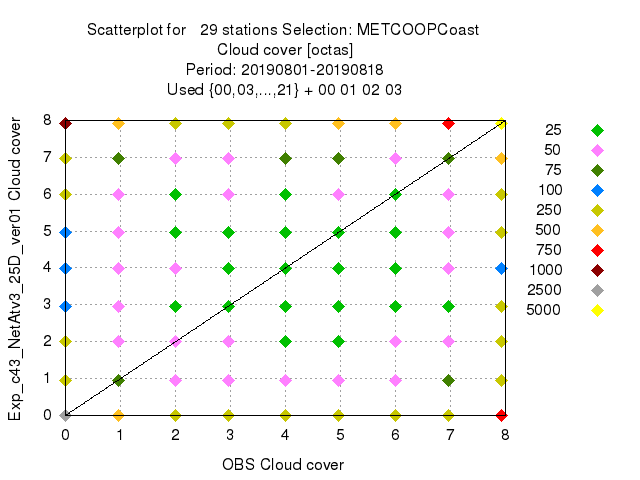 Scatterplot for 29 stations Selection: METCOOPCoast
Cloud cover [octas]
Period: 20190801-20190818
Used {00,03,...,21} + 00 01 02 03
Exp_c43_NetAtv3_25D_ver01 Cloud cover
8
7
6
5
4
3
2
1
0
0 1 2 3 4 5 6 7 8
OBS Cloud cover
25
50
75
100
250
500
750
1000
2500
5000